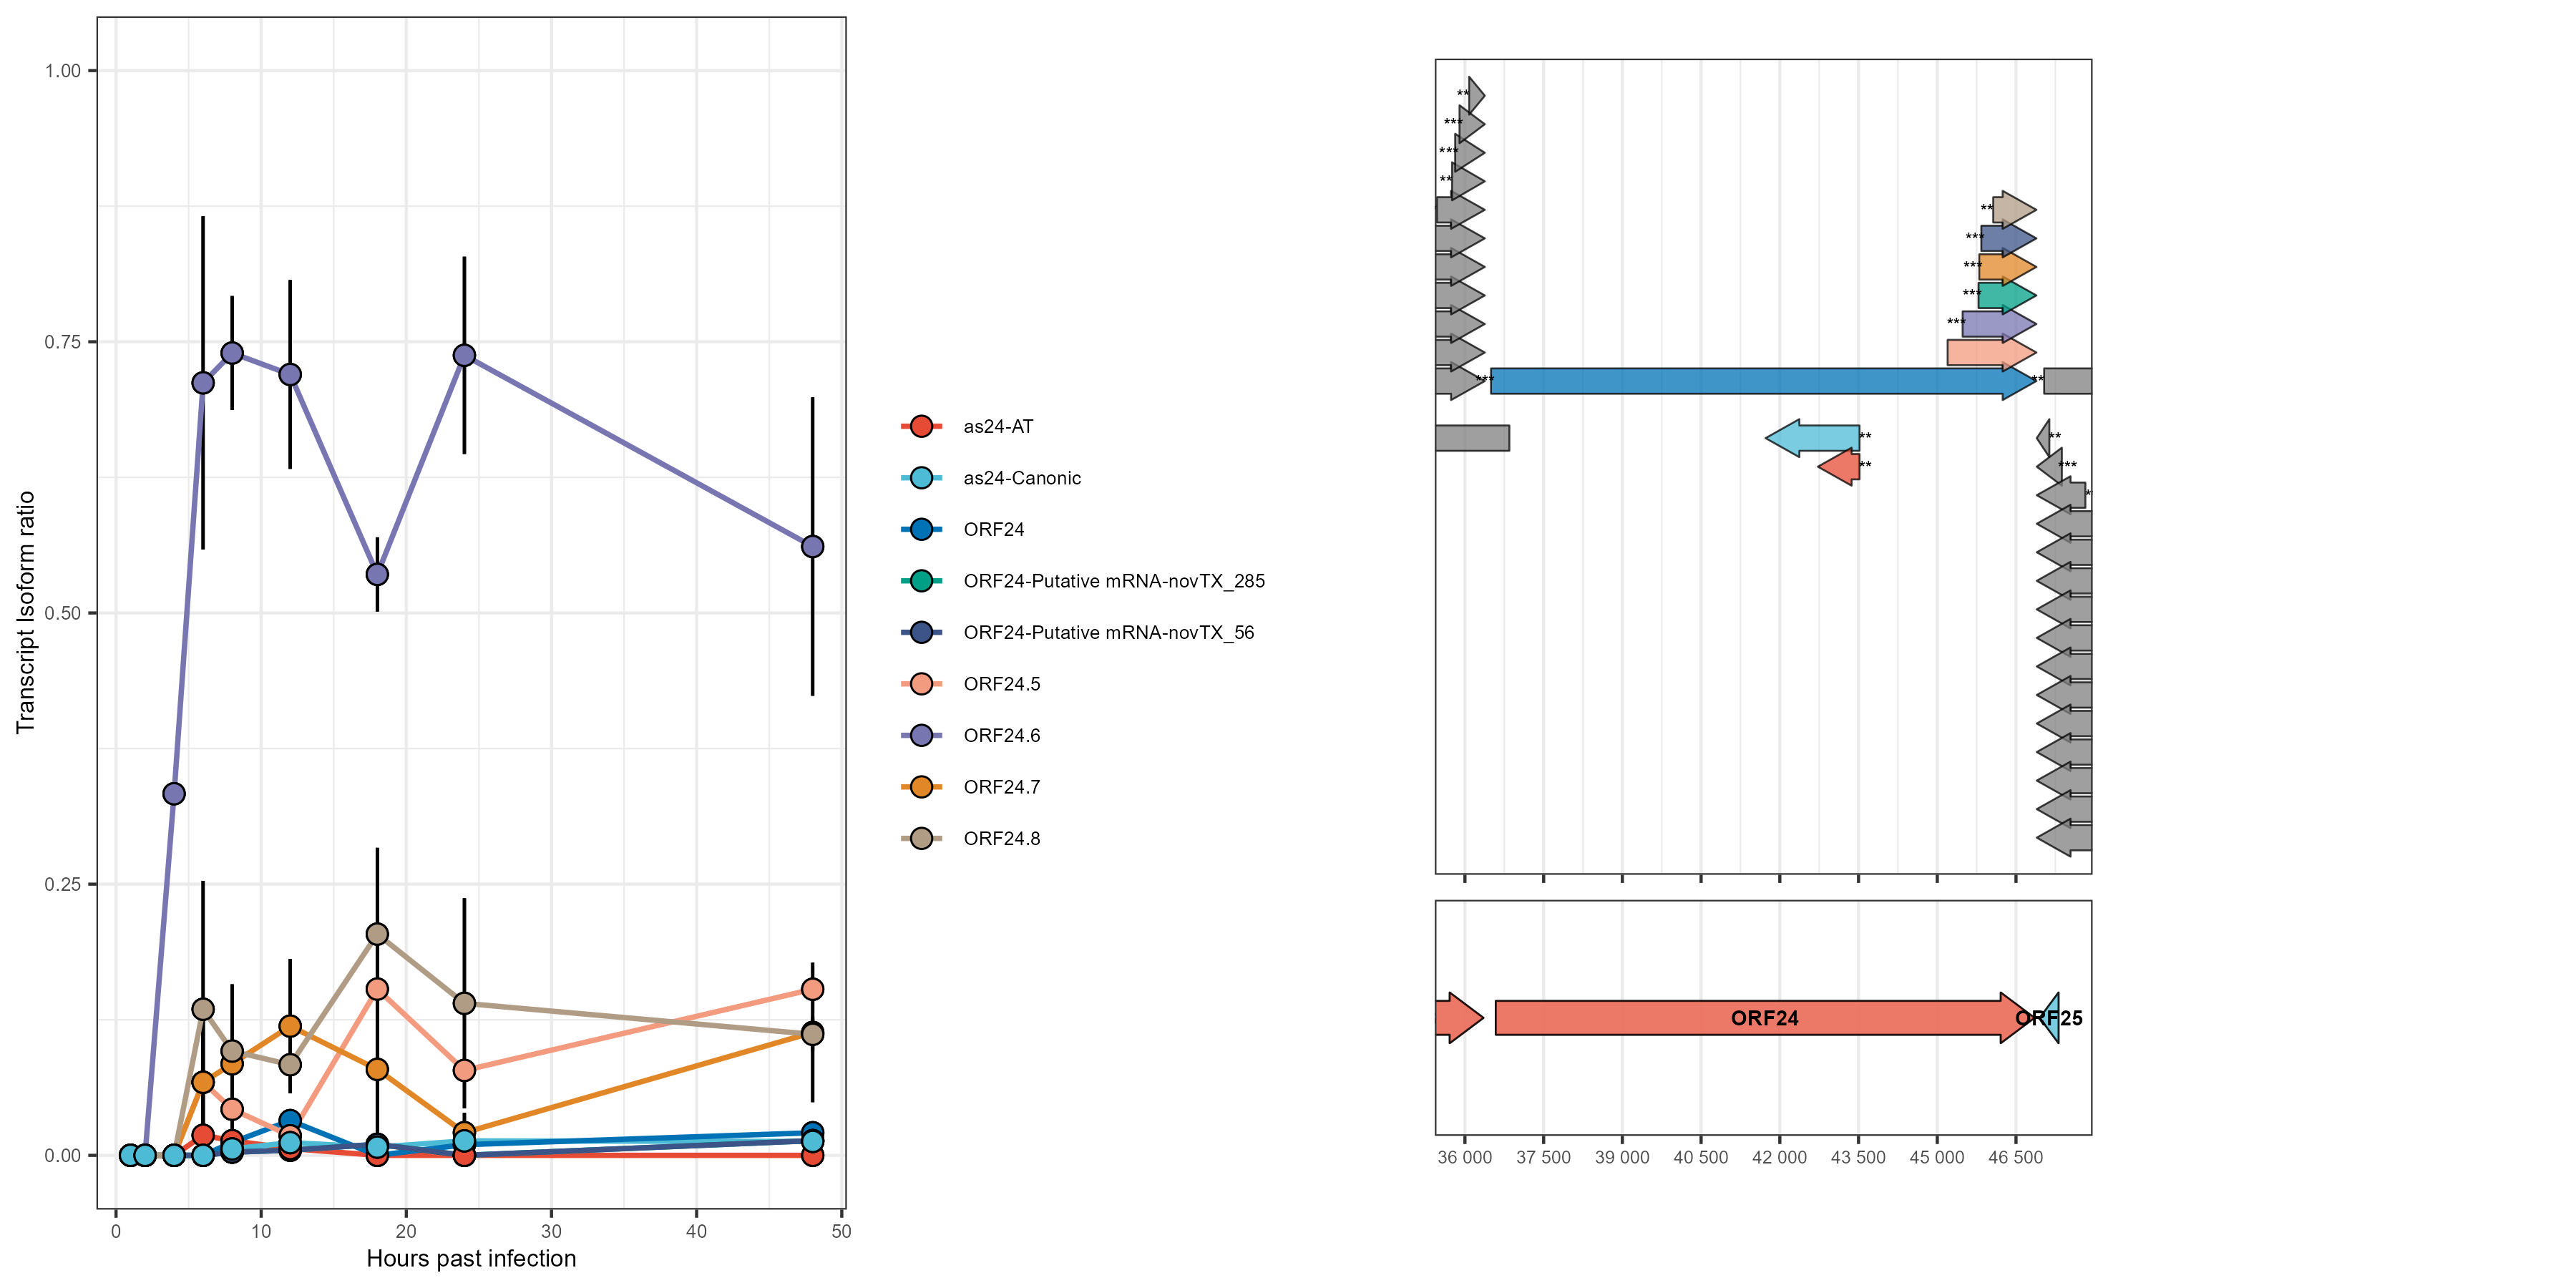 1.00
0.75
0.50
0.25
0.00
Transcript Isoform ratio
0 10 20 30 40 50
Hours past infection
as24-AT
as24-Canonic
ORF24
ORF24-Putative mRNA-novTX_285
ORF24-Putative mRNA-novTX_56
ORF24.5
ORF24.6
ORF24.7
ORF24.8
**
***
***
**
**
***
***
***
***
*** **
** **
** ***
*
ORF24 ORF25
36 000 37 500 39 000 40 500 42 000 43 500 45 000 46 500